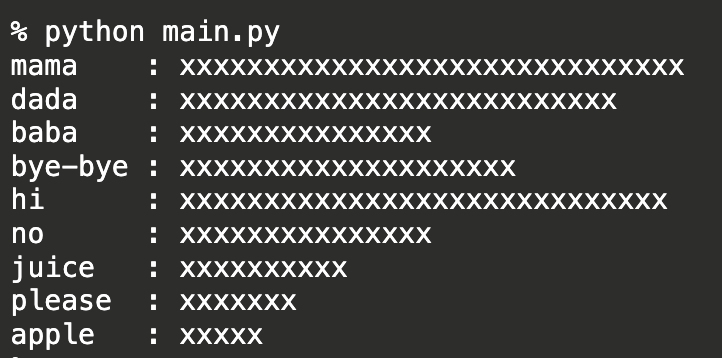 % python main.py
mama    : xxxxxxxxxxxxxxxxxxxxxxxxxxxxxx
dada    : xxxxxxxxxxxxxxxxxxxxxxxxxx
baba    : xxxxxxxxxxxxxxx
bye-bye : xxxxxxxxxxxxxxxxxxxx
hi      : xxxxxxxxxxxxxxxxxxxxxxxxxxxxx
no      : xxxxxxxxxxxxxxx
juice   : xxxxxxxxxx
please  : xxxxxxx
apple   : xxxxx